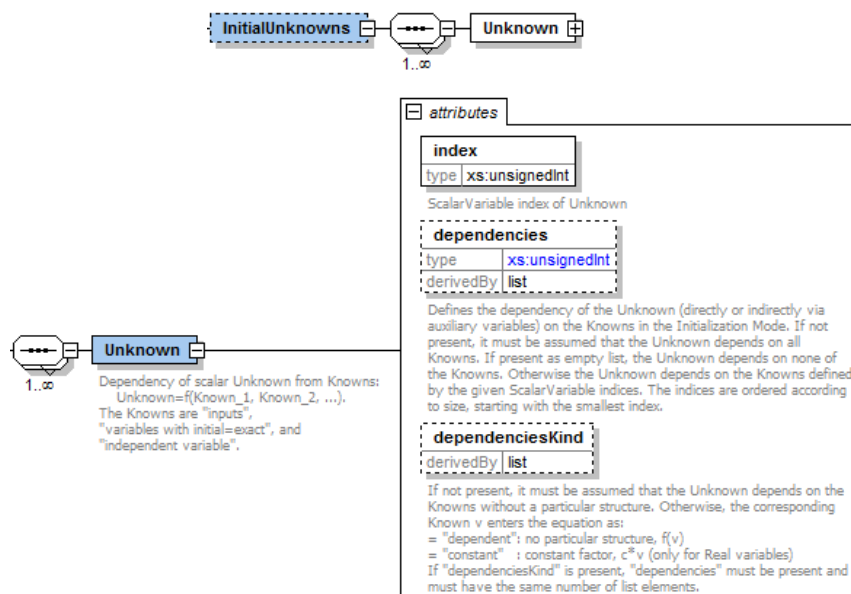 InitialUnknowns
Unknown
1..∞
attributes
index
type xs:unsignedInt
ScalarVariable index of Unknown
dependencies
type xs:unsignedInt
derivedBy list
Defines the dependency of the Unknown (directly or indirectly via
auxiliary variables) on the Knowns in the Initialization Mode. If not
present, it must be assumed that the Unknown depends on all
Knowns. If present as empty list, the Unknown depends on none of
the Knowns. Otherwise the Unknown depends on the Knowns defined
by the given ScalarVariable indices. The indices are ordered according
to size, starting with the smallest index.
Unknown
1..∞
Dependency of scalar Unknown from Knowns:
Unknown=f(Known_1, Known_2, ...).
The Knowns are "inputs",
"variables with initial=exact", and
"independent variable".
dependenciesKind
derivedBy list
If not present, it must be assumed that the Unknown depends on the
Knowns without a particular structure. Otherwise, the corresponding
Known v enters the equation as:
= "dependent": no particular structure, f(v)
= "constant" : constant factor, c*v (only for Real variables)
If "dependenciesKind" is present, "dependencies" must be present and
must have the same number of list elements.